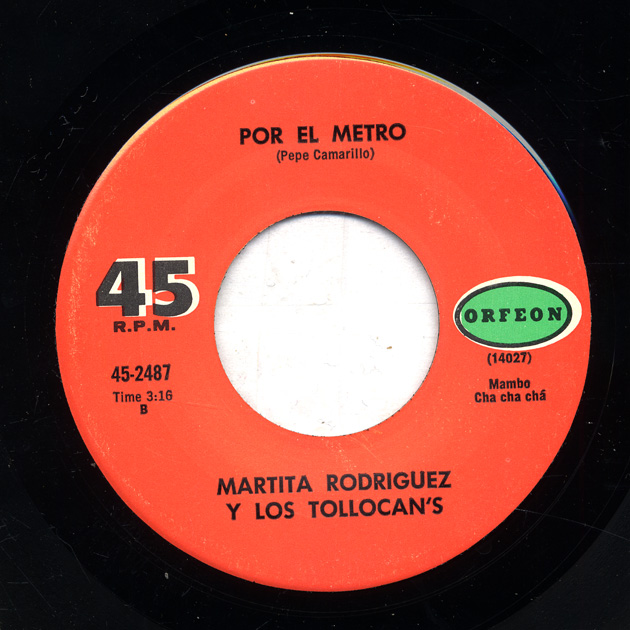 POR EL METRO
(Pepe Camarillo)
45
R.P.M.
45-2487
Time 3:16
B
ORFEON
(14027)
Mambo
Cha cha chá
MARTITA RODRIGUEZ
Y LOS TOLLOCAN'S